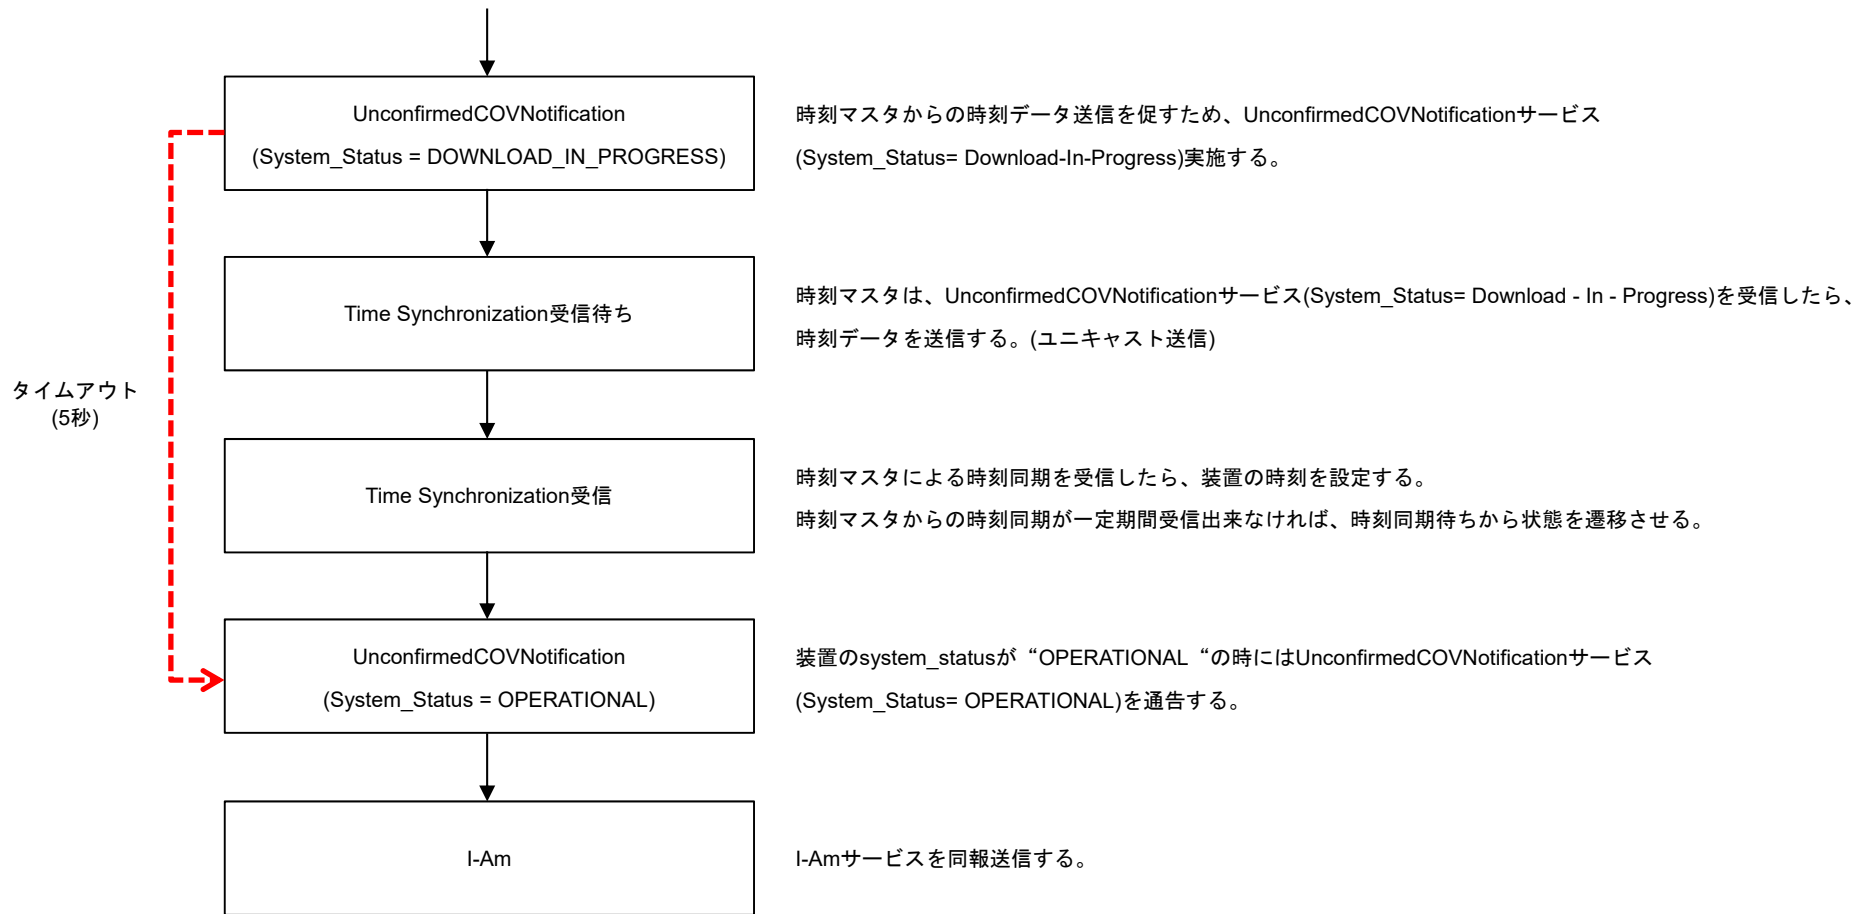 UnconfirmedCOVNotification
(System_Status = DOWNLOAD_IN_PROGRESS)
時刻マスタからの時刻データ送信を促すため、UnconfirmedCOVNotificationサービス
(System_Status= Download-In-Progress)実施する。
Time Synchronization受信待ち
時刻マスタは、UnconfirmedCOVNotificationサービス(System_Status= Download - In - Progress)を受信したら、
時刻データを送信する。(ユニキャスト送信)
タイムアウト
(5秒)
Time Synchronization受信
時刻マスタによる時刻同期を受信したら、装置の時刻を設定する。
時刻マスタからの時刻同期が一定期間受信出来なければ、時刻同期待ちから状態を遷移させる。
UnconfirmedCOVNotification
(System_Status = OPERATIONAL)
装置のsystem_statusが“OPERATIONAL“の時にはUnconfirmedCOVNotificationサービス
(System_Status= OPERATIONAL)を通告する。
I-Am
I-Amサービスを同報送信する。